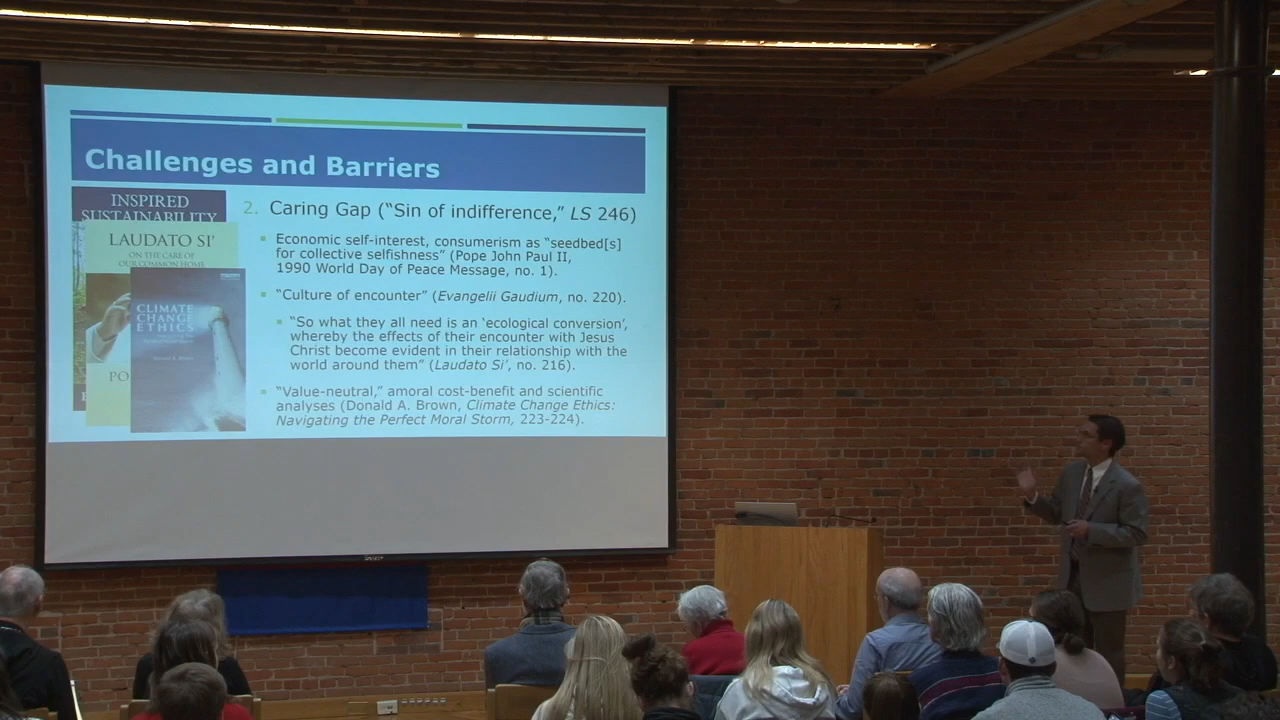 Challenges and Barriers
INSPIRED
SUSTAINABILITY
LAUDATO SI'
ON THE CARE OF
OUR COMMON HOME
CLIMATE
CHANGE
ETHICS
PO
2. Caring Gap (“Sin of indifference,” LS 246)
Economic self-interest, consumerism as “seedbed[s]
for collective selfishness” (Pope John Paul II,
1990 World Day of Peace Message, no. 1).
“Culture of encounter” (Evangelii Gaudium, no. 220).
“So what they all need is an ‘ecological conversion’,
whereby the effects of their encounter with Jesus
Christ become evident in their relationship with the
world around them” (Laudato Si’, no. 216).
“Value-neutral,” amoral cost-benefit and scientific
analyses (Donald A. Brown, Climate Change Ethics:
Navigating the Perfect Moral Storm, 223-224).